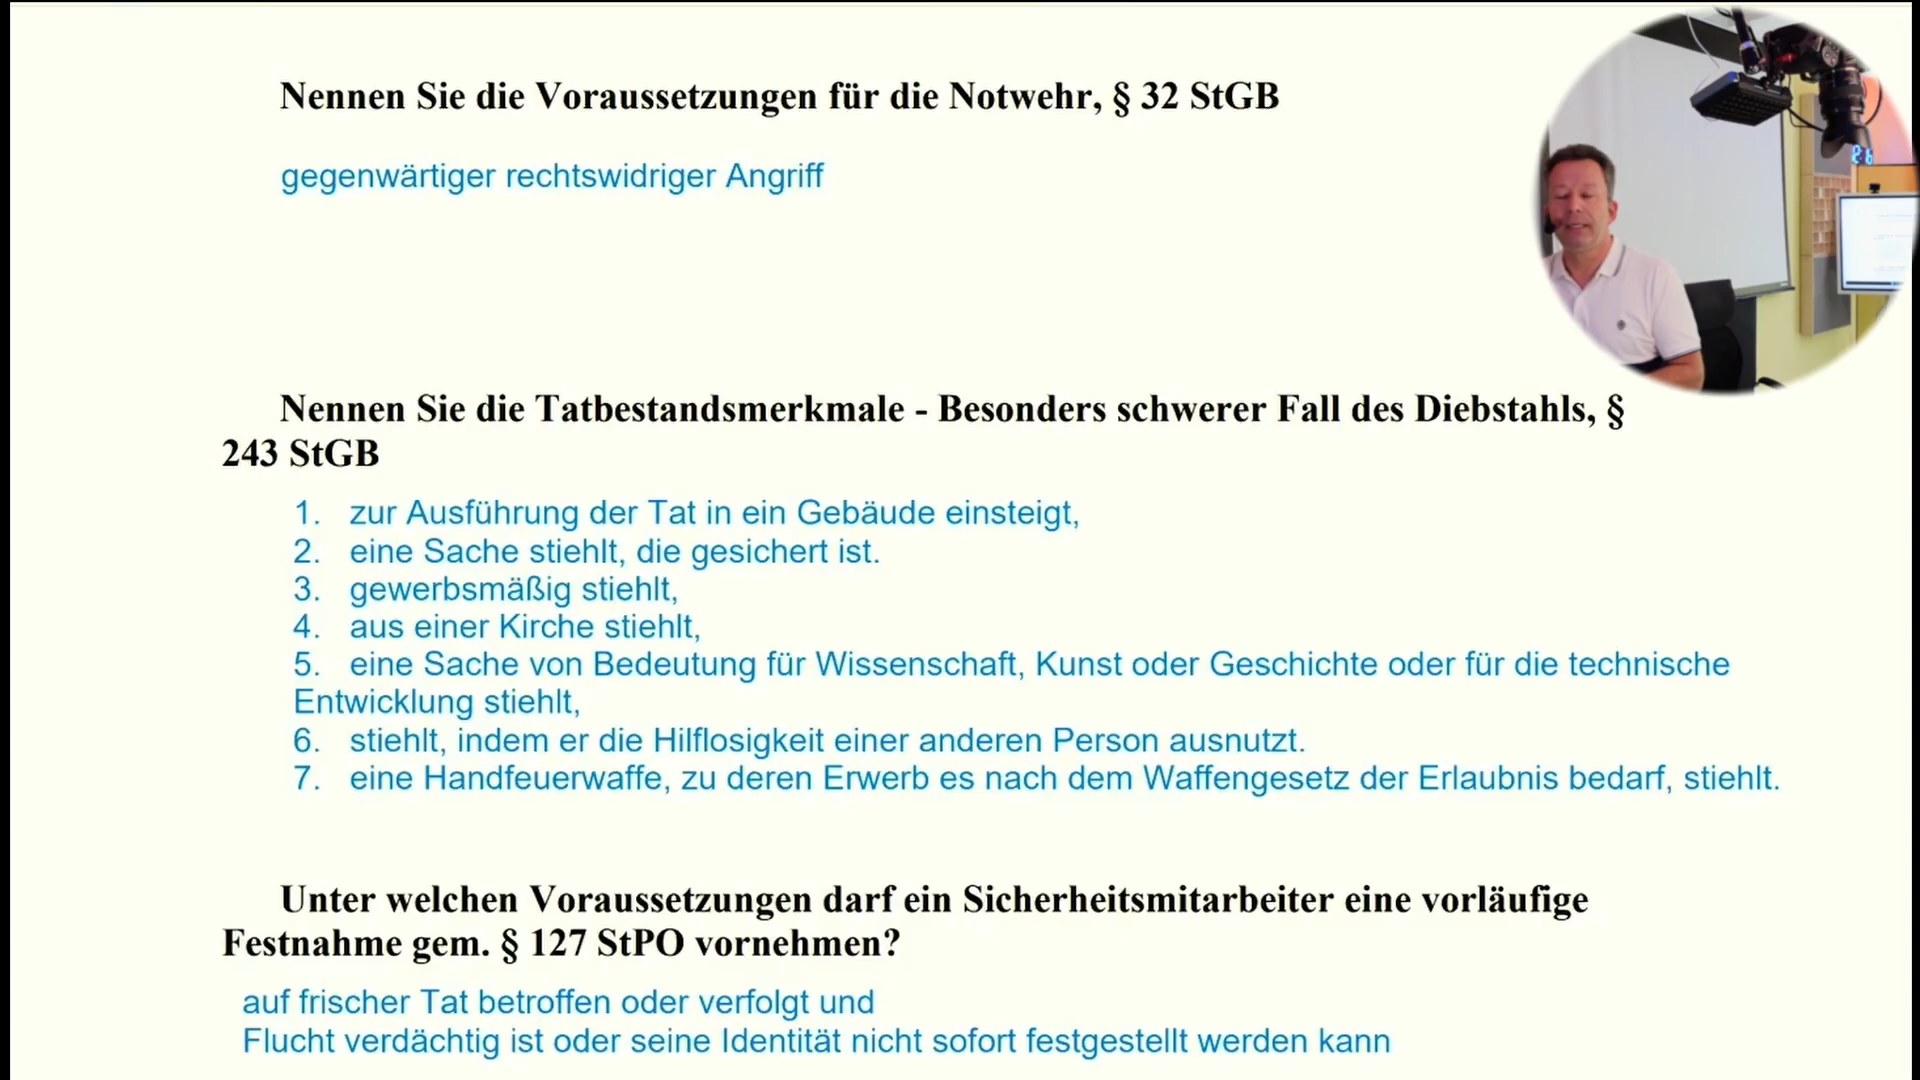 Nennen Sie die Voraussetzungen für die Notwehr, § 32 StGB
gegenwärtiger rechtswidriger Angriff
Nennen Sie die Tatbestandsmerkmale - Besonders schwerer Fall des Diebstahls, §
243 StGB
1. zur Ausführung der Tat in ein Gebäude einsteigt,
2. eine Sache stiehlt, die gesichert ist.
3. gewerbsmäßig stiehlt,
4. aus einer Kirche stiehlt,
5. eine Sache von Bedeutung für Wissenschaft, Kunst oder Geschichte oder für die technische
Entwicklung stiehlt,
6. stiehlt, indem er die Hilflosigkeit einer anderen Person ausnutzt.
7. eine Handfeuerwaffe, zu deren Erwerb es nach dem Waffengesetz der Erlaubnis bedarf, stiehlt.
Unter welchen Voraussetzungen darf ein Sicherheitsmitarbeiter eine vorläufige
Festnahme gem. § 127 StPO vornehmen?
auf frischer Tat betroffen oder verfolgt und
Flucht verdächtig ist oder seine Identität nicht sofort festgestellt werden kann